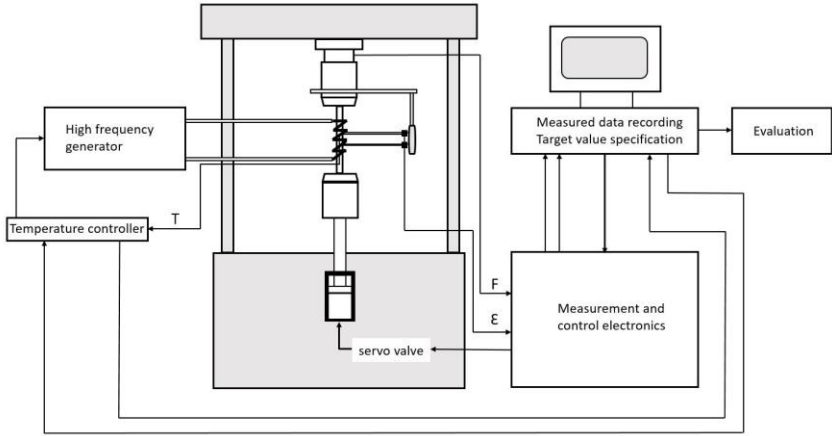 High frequency
generator
Measured data recording
Target value specification
Evaluation
T
Temperature controller
F
Measurement and
control electronics
Ɛ
servo valve